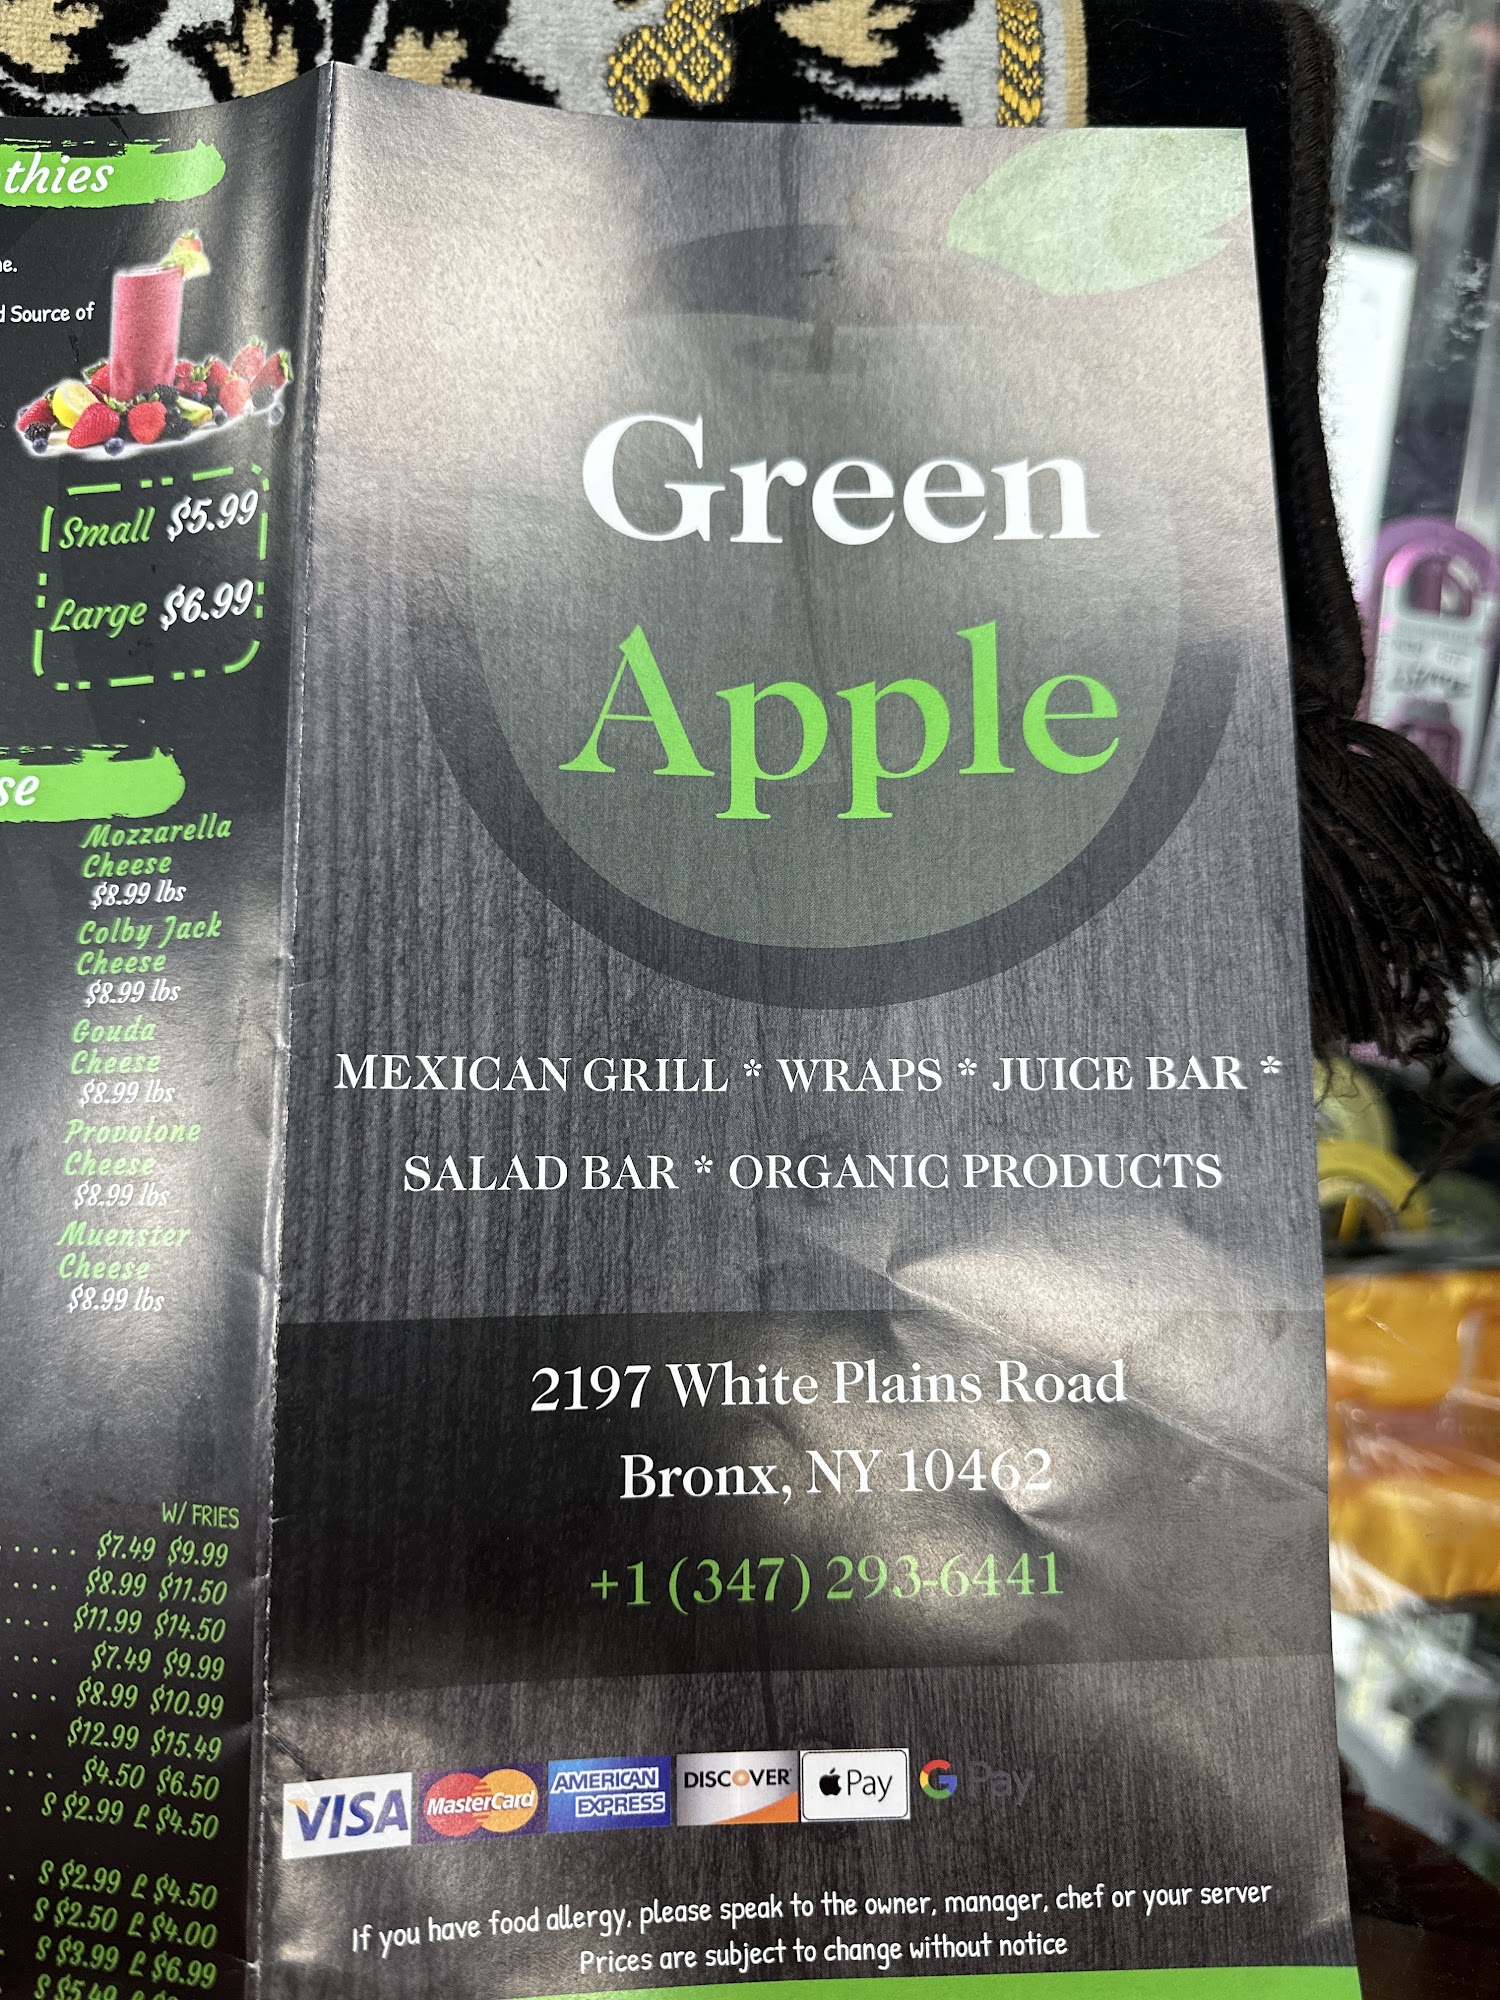 thies
e.
d Source of
Small $5.99
Large $6.99
se
Mozzarella
Cheese
$8.99 lbs
Colby Jack
Cheese
$8.99 lbs
Gouda
Cheese
$8.99 lbs
Provolone
Cheese
$8.99 lbs
Muenster
Cheese
$8.99 lbs
W/ FRIES
..... $7.49 $9.99
... $8.99 $11.50
... $11.99 $14.50
... $7.49 $9.99
... $8.99 $10.99
.. $12.99 $15.49
... $4.50 $6.50
. S $2.99 L $4.50
. S $2.99 L $4.50
S $2.50 L $4.00
. S $3.99 L $6.99
S $5.49
Green
Apple
MEXICAN GRILL * WRAPS * JUICE BAR *
SALAD BAR * ORGANIC PRODUCTS
2197 White Plains Road
Bronx, NY 10462
+1 (347) 293-6441
VISA MasterCard AMERICAN EXPRESS DISCOVER Pay G Pay
If you have food allergy, please speak to the owner, manager, chef or your server
Prices are subject to change without notice